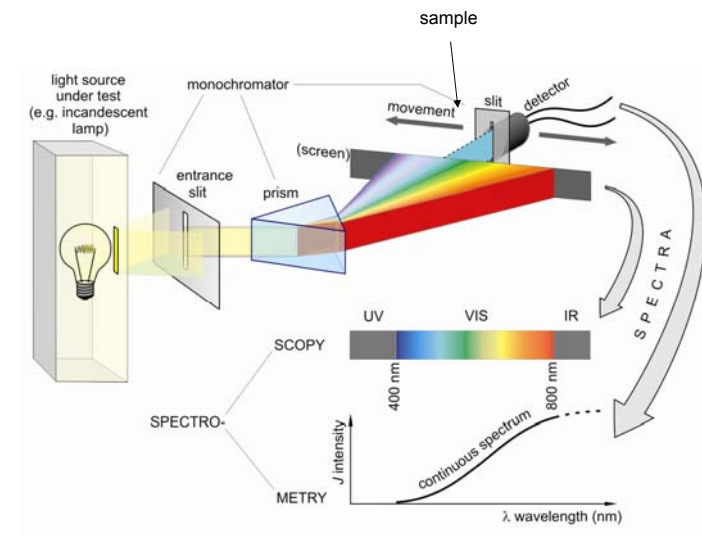 sample
light source
under test
(e.g. incandescent
lamp)
monochromator
movement
slit
detector
(screen)
entrance
slit
prism
SPECTRA
UV VIS IR
SCOPY
400 nm
800 nm
SPECTRO-
METRY
J intensity
continuous spectrum
λ wavelength (nm)